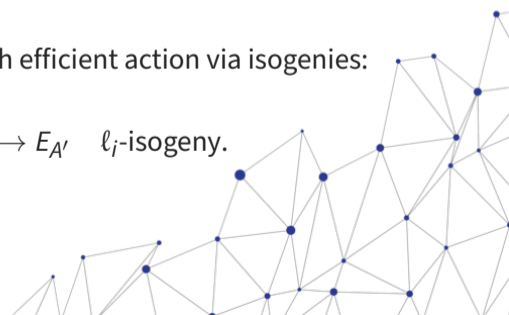 efficient action via isogenies:
→ E_A′ ℓ_i-isogeny.